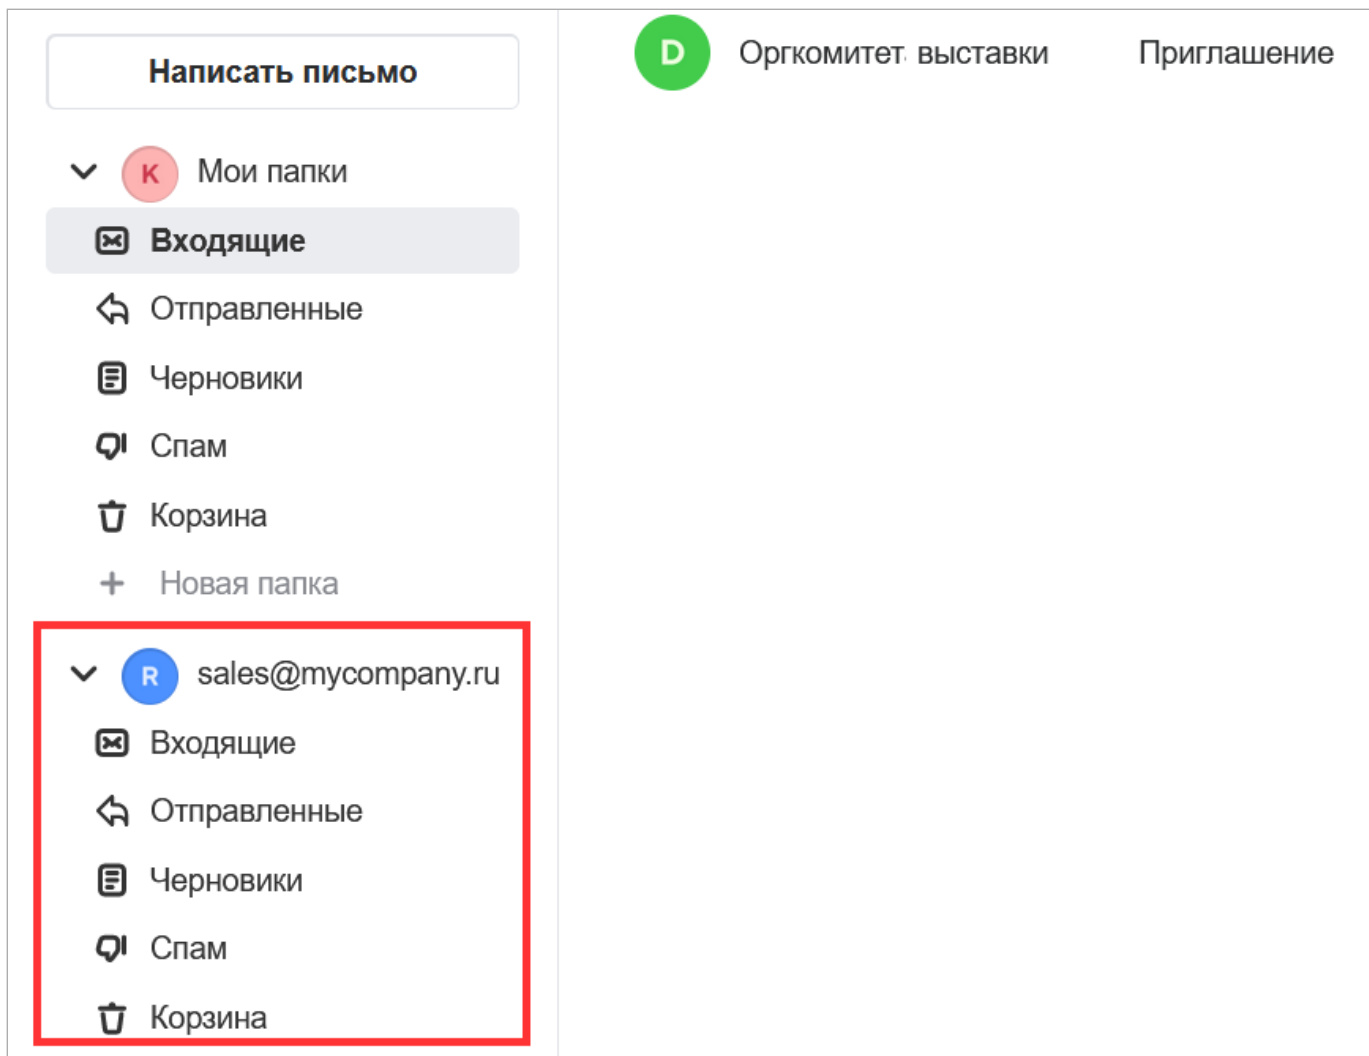 Написать письмо
K Мои папки
Входящие
Отправленные
Черновики
Спам
Корзина
+ Новая папка
R sales@mycompany.ru
Входящие
Отправленные
Черновики
Спам
Корзина
D Оргкомитет выставки Приглашение